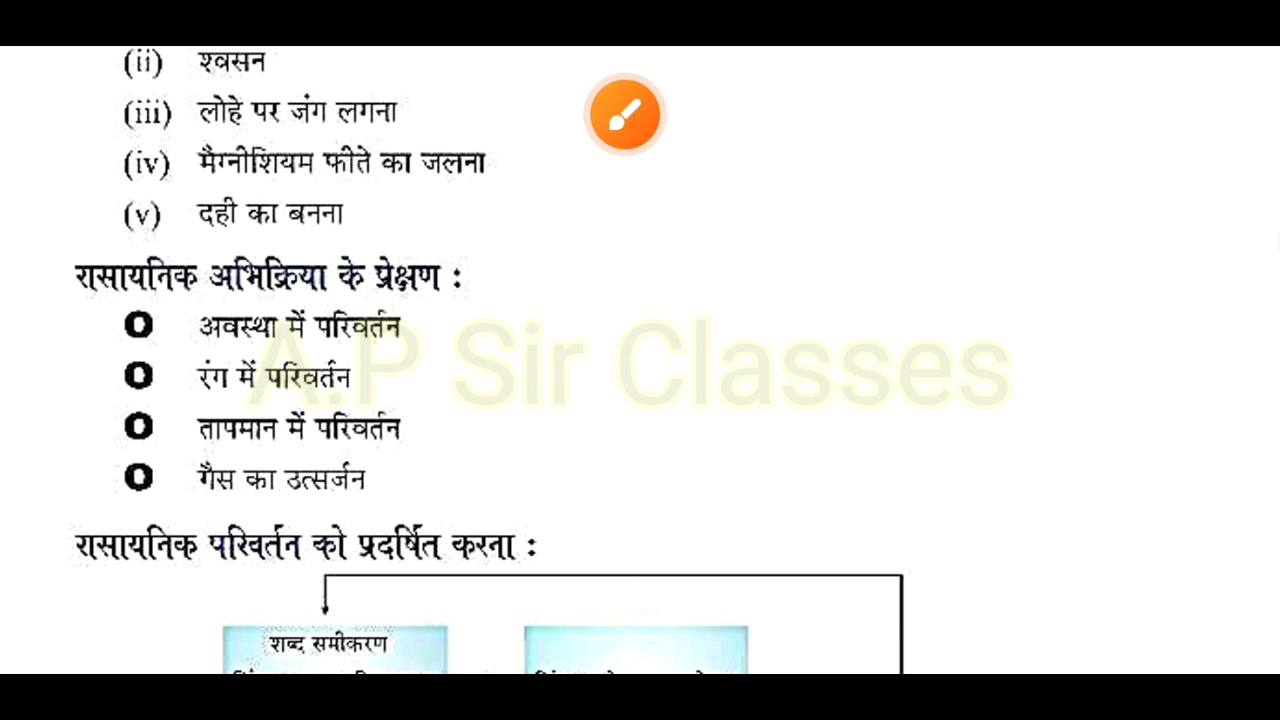 (ii) श्वसन
(iii) लोहे पर जंग लगना
(iv) मैग्नीशियम फीते का जलना
(v) दही का बनना
रासायनिक अभिक्रिया के प्रेक्षण :
O अवस्था में परिवर्तन
O रंग में परिवर्तन
A.P Sir Classes
O तापमान में परिवर्तन
O गैस का उत्सर्जन
रासायनिक परिवर्तन को प्रदर्षित करना :
शब्द समीकरण